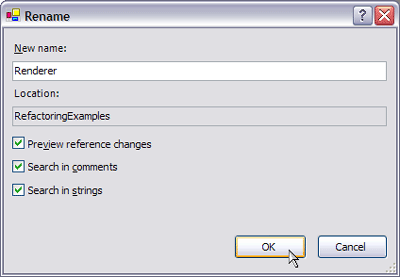 Rename
New name:
Renderer
Location:
RefactoringExamples
Preview reference changes
Search in comments
Search in strings
OK
Cancel